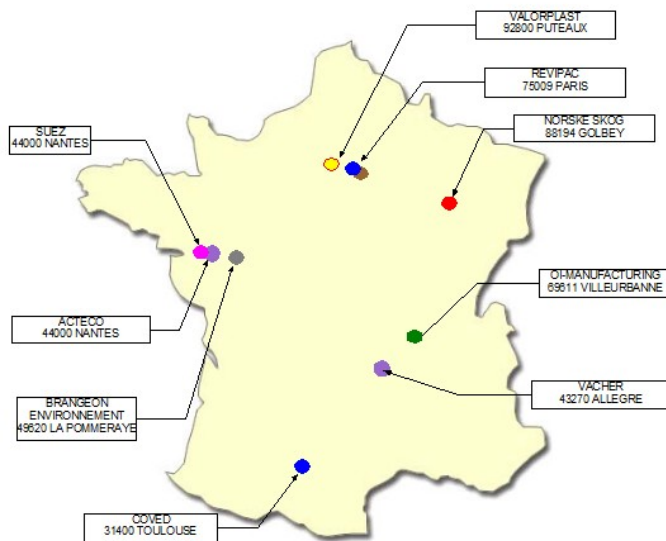 VALORPLAST
92800 PUTEAUX
REVIPAC
75009 PARIS
NORSKE SKOG
88194 GOLBEY
SUEZ
44000 NANTES
OI-MANUFACTURING
69611 VILLEURBANNE
ACTECO
44000 NANTES
VACHER
43270 ALLEGRE
BRANGEON
ENVIRONNEMENT
49620 LA POMMERAYE
COVED
31400 TOULOUSE